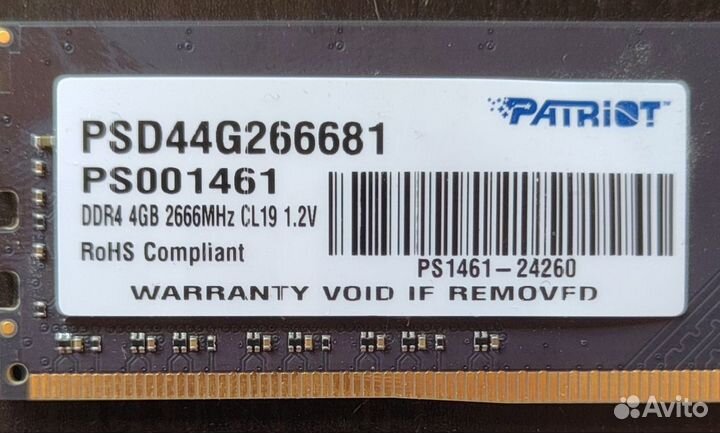 PATRiOT
PSD44G266681
PS001461
DDR4 4GB 2666MHz CL19 1.2V
RoHS Compliant
PS1461-24260
WARRANTY VOID IF REMOVED
Avito